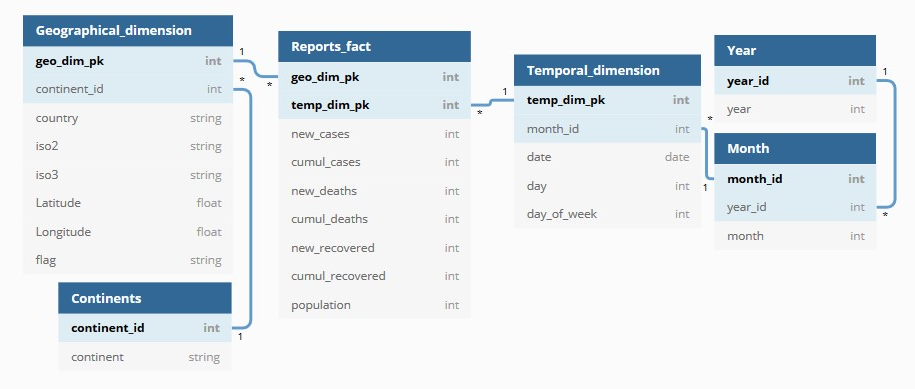 Geographical_dimension
geo_dim_pk int
continent_id int
country string
iso2 string
iso3 string
Latitude float
Longitude float
flag string
1
*
Continents
continent_id int
continent string
1
Reports_fact
geo_dim_pk int
temp_dim_pk int
new_cases int
cumul_cases int
new_deaths int
cumul_deaths int
new_recovered int
cumul_recovered int
population int
*
*
Temporal_dimension
temp_dim_pk int
month_id int
date date
day int
day_of_week int
1
*
Year
year_id int
year int
1
Month
month_id int
year_id int
month int
1
*